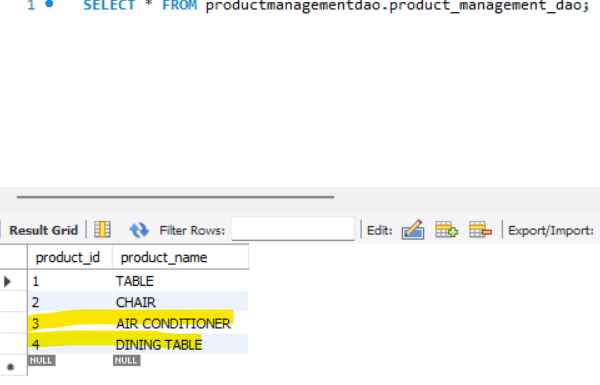 1 SELECT * FROM productmanagementdao.product_management_dao;
Result Grid Filter Rows: Edit: Export/Import:
product_id product_name
1 TABLE
2 CHAIR
3 AIR CONDITIONER
4 DINING TABLE
NULL NULL